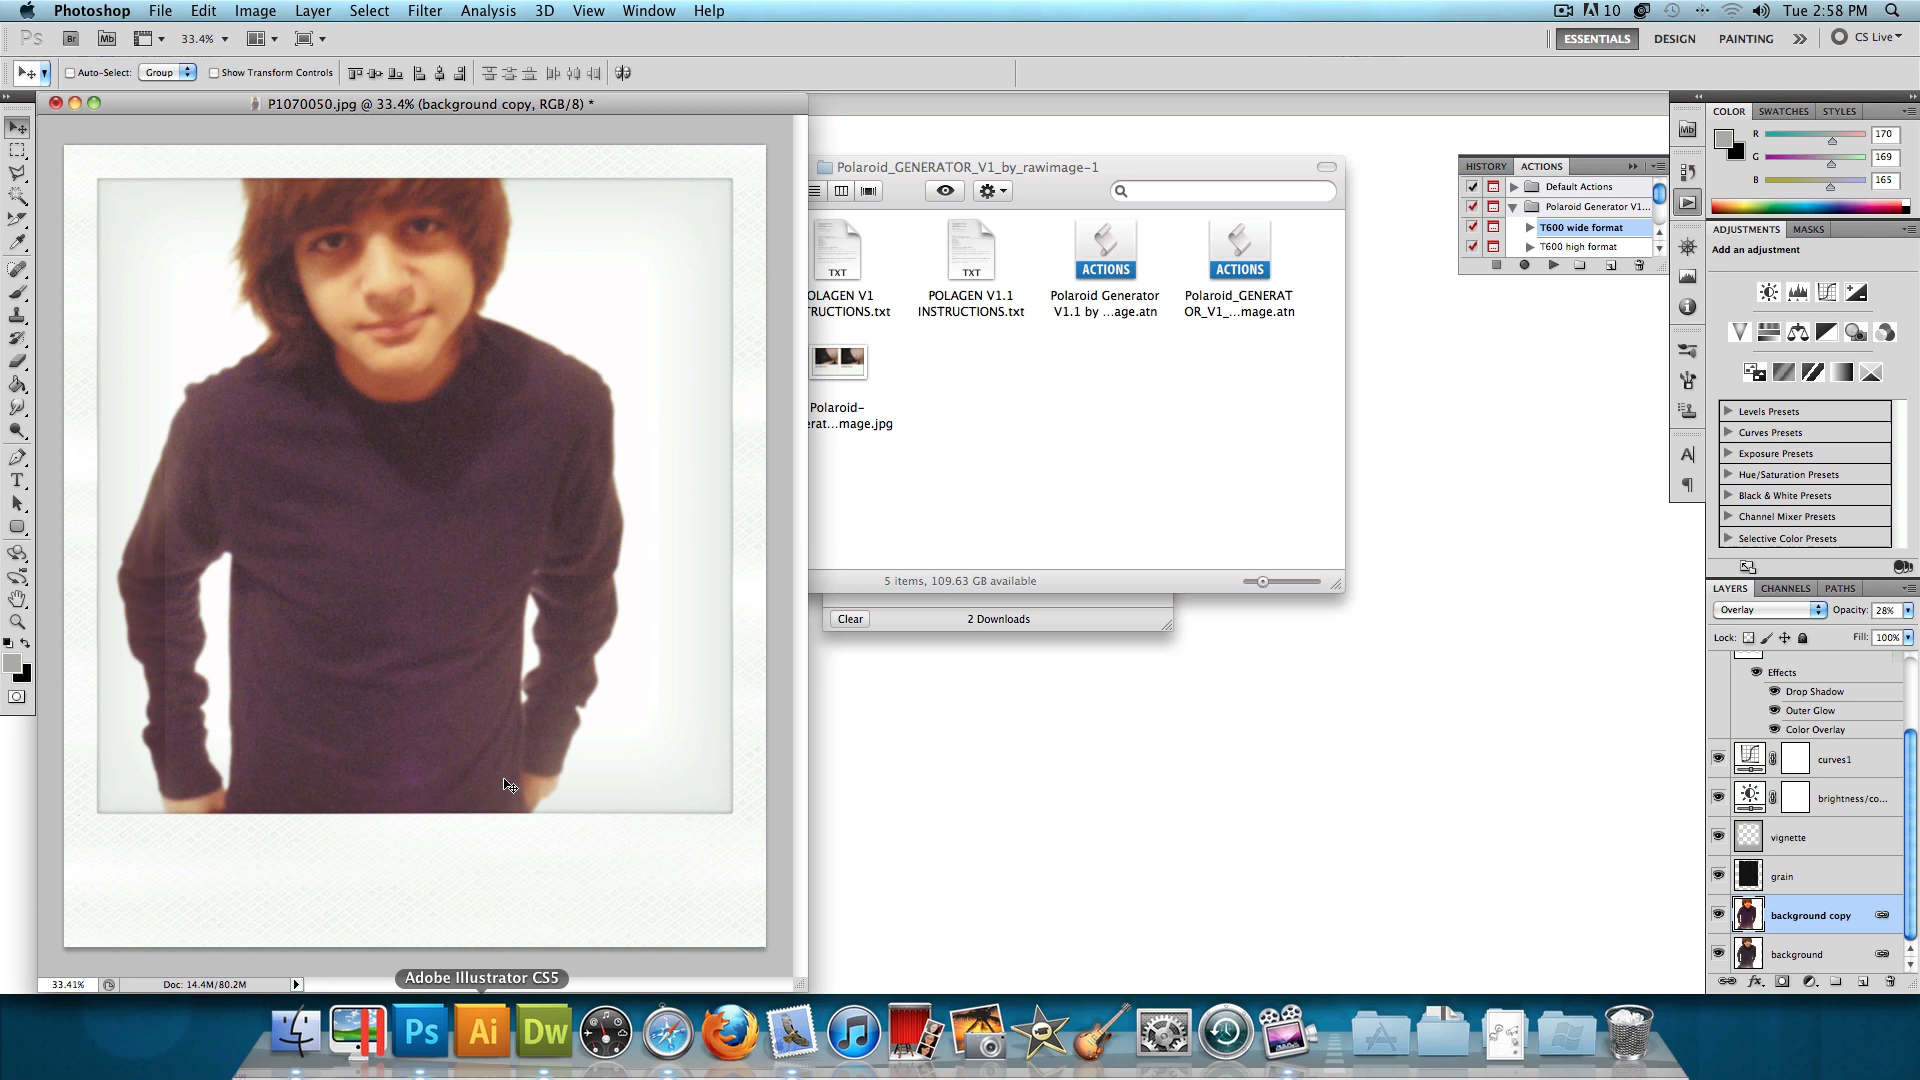 Photoshop File Edit Image Layer Select Filter Analysis 3D View Window Help
10 Tue 2:58 PM
Ps Br Mb 33.4% ESSENTIALS DESIGN PAINTING CS Live
Auto-Select: Group Show Transform Controls
P1070050.jpg @ 33.4% (background copy, RGB/8) *
Polaroid_GENERATOR_V1_by_rawimage-1
TXT
OLAGEN V1
RUCTIONS.txt
TXT
POLAGEN V1.1
INSTRUCTIONS.txt
ACTIONS
Polaroid Generator
V1.1 by ...age.atn
ACTIONS
Polaroid_GENERAT
OR_V1_...mage.atn
Polaroid-
erat...mage.jpg
5 items, 109.63 GB available
Clear 2 Downloads
HISTORY ACTIONS
Default Actions
Polaroid Generator V1...
T600 wide format
T600 high format
Mb
COLOR SWATCHES STYLES
R 170
G 169
B 165
ADJUSTMENTS MASKS
Add an adjustment
Levels Presets
Curves Presets
Exposure Presets
Hue/Saturation Presets
Black & White Presets
Channel Mixer Presets
Selective Color Presets
LAYERS CHANNELS PATHS
Overlay Opacity: 28%
Lock: Fill: 100%
Effects
Drop Shadow
Outer Glow
Color Overlay
curves1
brightness/co...
vignette
grain
background copy
background
33.41% Doc: 14.4M/80.2M
Adobe Illustrator CS5
Ps Ai Dw